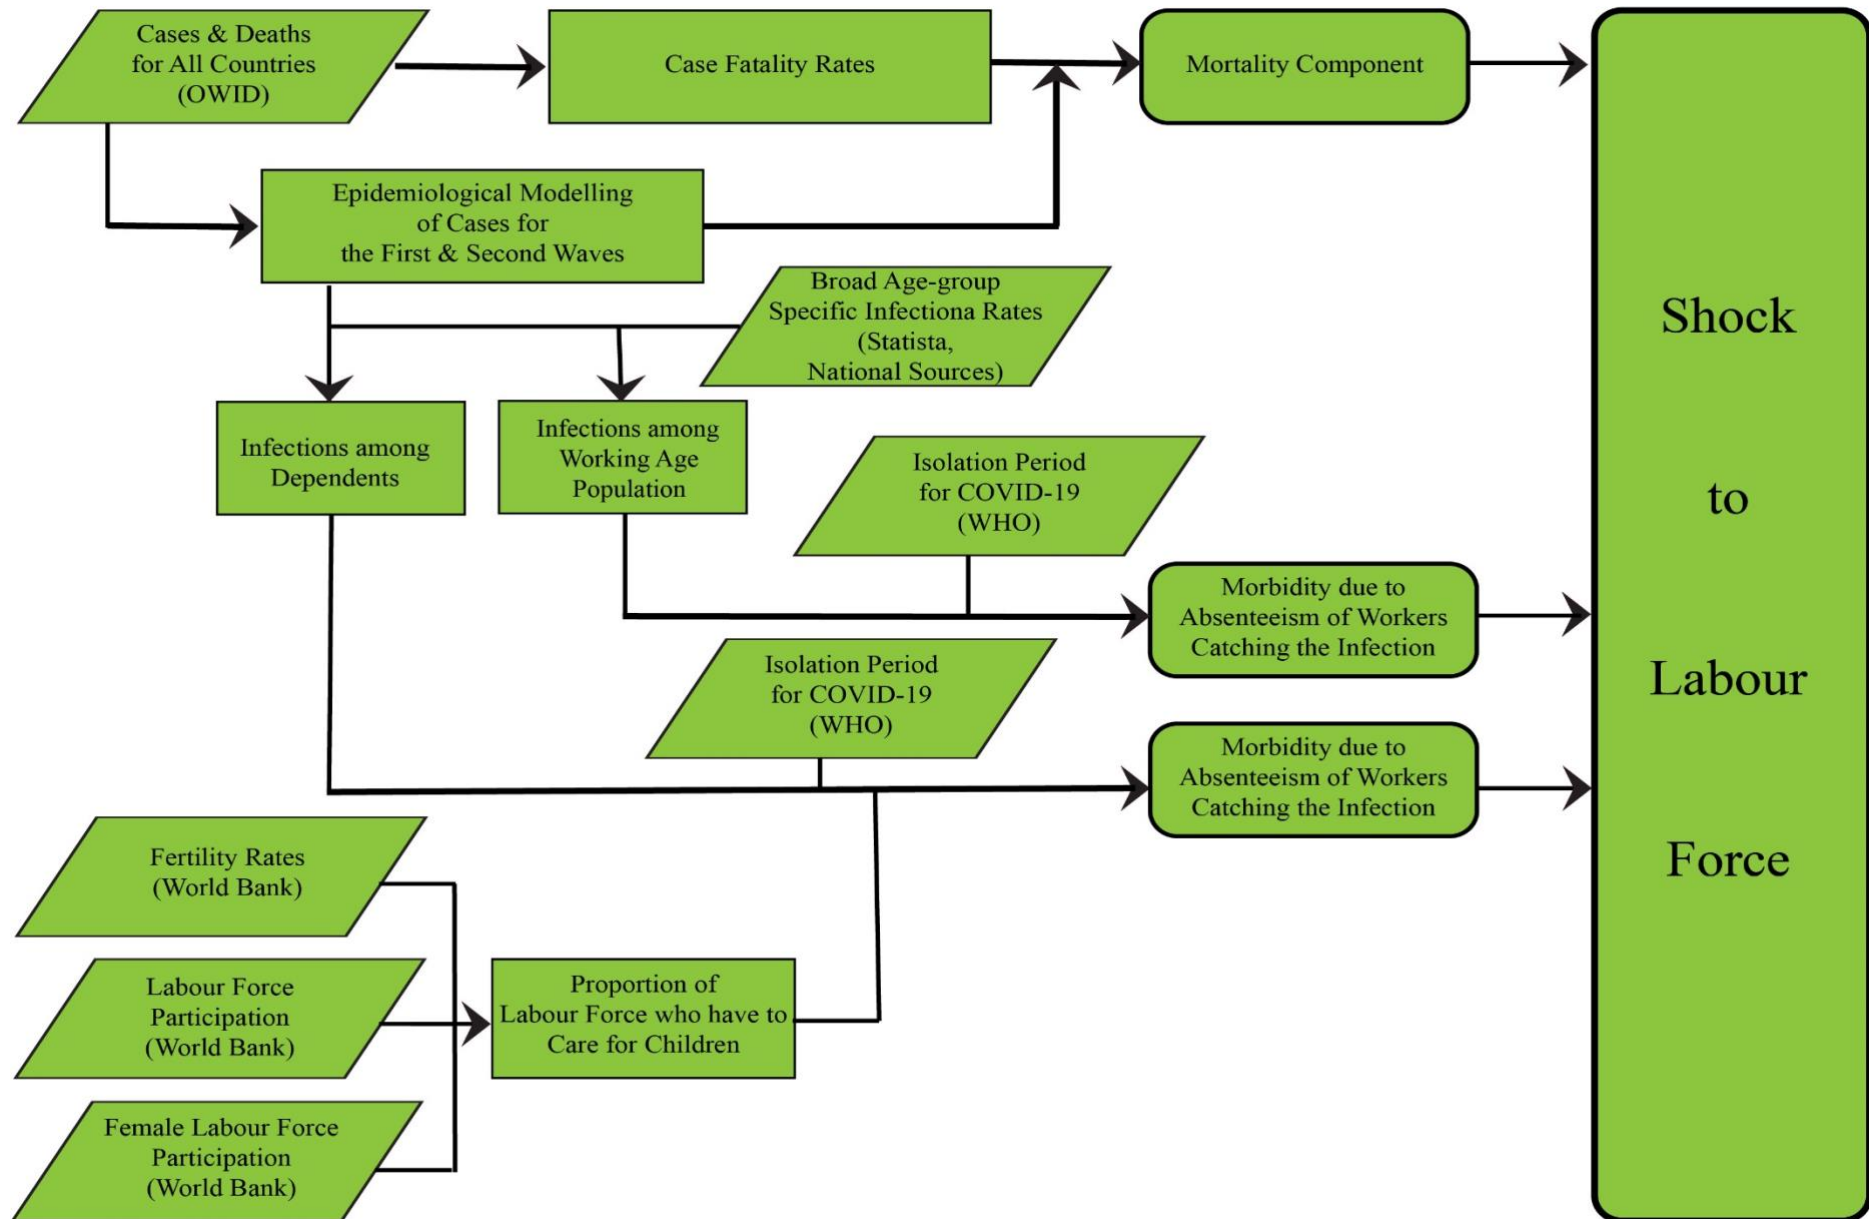 Cases & Deaths
for All Countries
(OWID)
Case Fatality Rates
Mortality Component
Epidemiological Modelling
of Cases for
the First & Second Waves
Broad Age-group
Specific Infectiona Rates
(Statista,
National Sources)
Infections among
Dependents
Infections among
Working Age
Population
Isolation Period
for COVID-19
(WHO)
Morbidity due to
Absenteeism of Workers
Catching the Infection
Isolation Period
for COVID-19
(WHO)
Morbidity due to
Absenteeism of Workers
Catching the Infection
Fertility Rates
(World Bank)
Labour Force
Participation
(World Bank)
Proportion of
Labour Force who have to
Care for Children
Female Labour Force
Participation
(World Bank)
Shock
to
Labour
Force